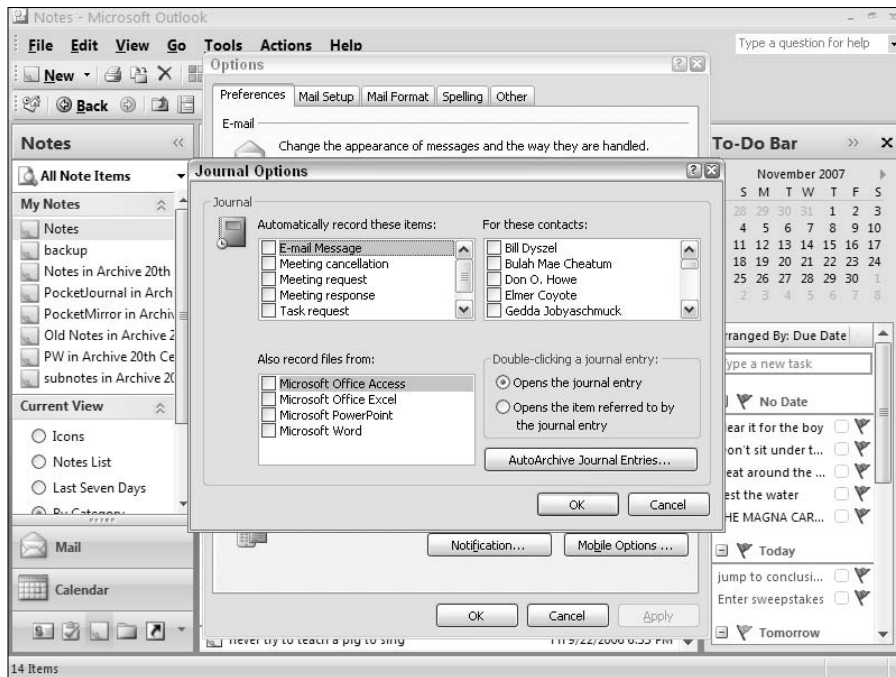 Notes - Microsoft Outlook
File Edit View Go Tools Actions Help
Type a question for help
New
Back
Options
Preferences Mail Setup Mail Format Spelling Other
E-mail
Change the appearance of messages and the way they are handled.
Notes
All Note Items
My Notes
Notes
backup
Notes in Archive 20th
PocketJournal in Arch
PocketMirror in Archiv
Old Notes in Archive 2
PW in Archive 20th Ce
subnotes in Archive 20
Current View
Icons
Notes List
Last Seven Days
By Category
Mail
Calendar
Journal Options
Journal
Automatically record these items:
E-mail Message
Meeting cancellation
Meeting request
Meeting response
Task request
For these contacts:
Bill Dyszel
Bulah Mae Cheatum
Don O. Howe
Elmer Coyote
Gedda Jobyaschmuck
Also record files from:
Microsoft Office Access
Microsoft Office Excel
Microsoft PowerPoint
Microsoft Word
Double-clicking a journal entry:
Opens the journal entry
Opens the item referred to by
the journal entry
AutoArchive Journal Entries...
OK Cancel
Notification... Mobile Options ...
OK Cancel Apply
never try to teach a pig to sing 9/22/2006 6:53 PM
To-Do Bar
November 2007
S M T W T F S
28 29 30 31 1 2 3
4 5 6 7 8 9 10
11 12 13 14 15 16 17
18 19 20 21 22 23 24
25 26 27 28 29 30 1
2 3 4 5 6 7 8
rranged By: Due Date
ype a new task
No Date
lear it for the boy
on't sit under t...
eat around the ...
est the water
HE MAGNA CAR...
Today
jump to conclusi...
Enter sweepstakes
Tomorrow
14 Items